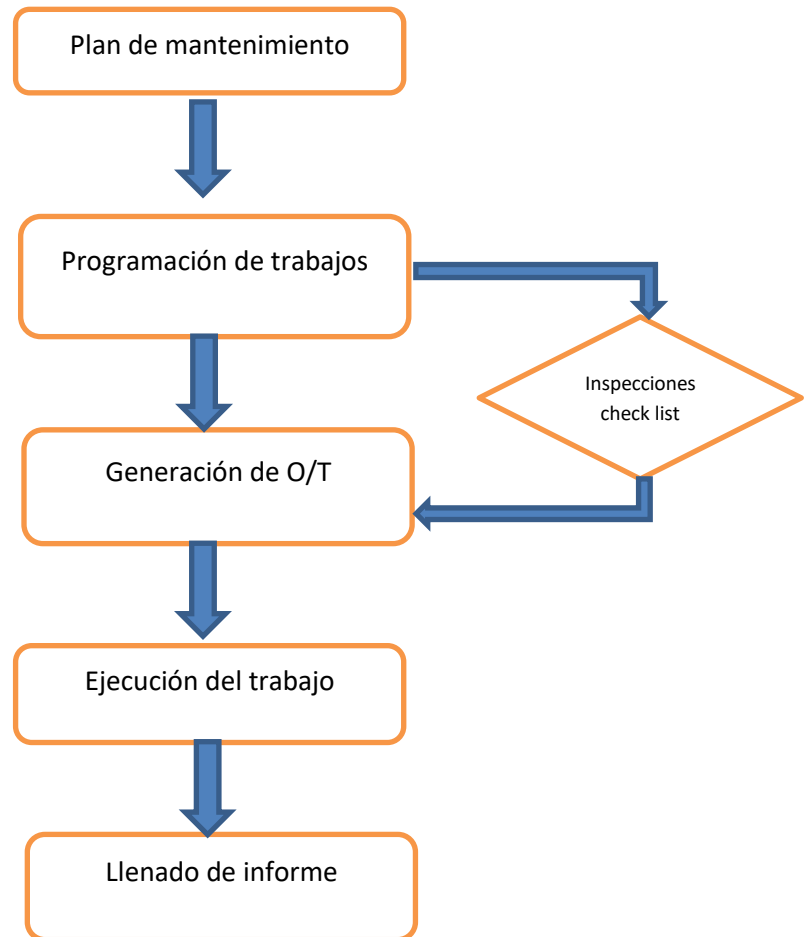 Plan de mantenimiento
Programación de trabajos
Inspecciones
check list
Generación de O/T
Ejecución del trabajo
Llenado de informe